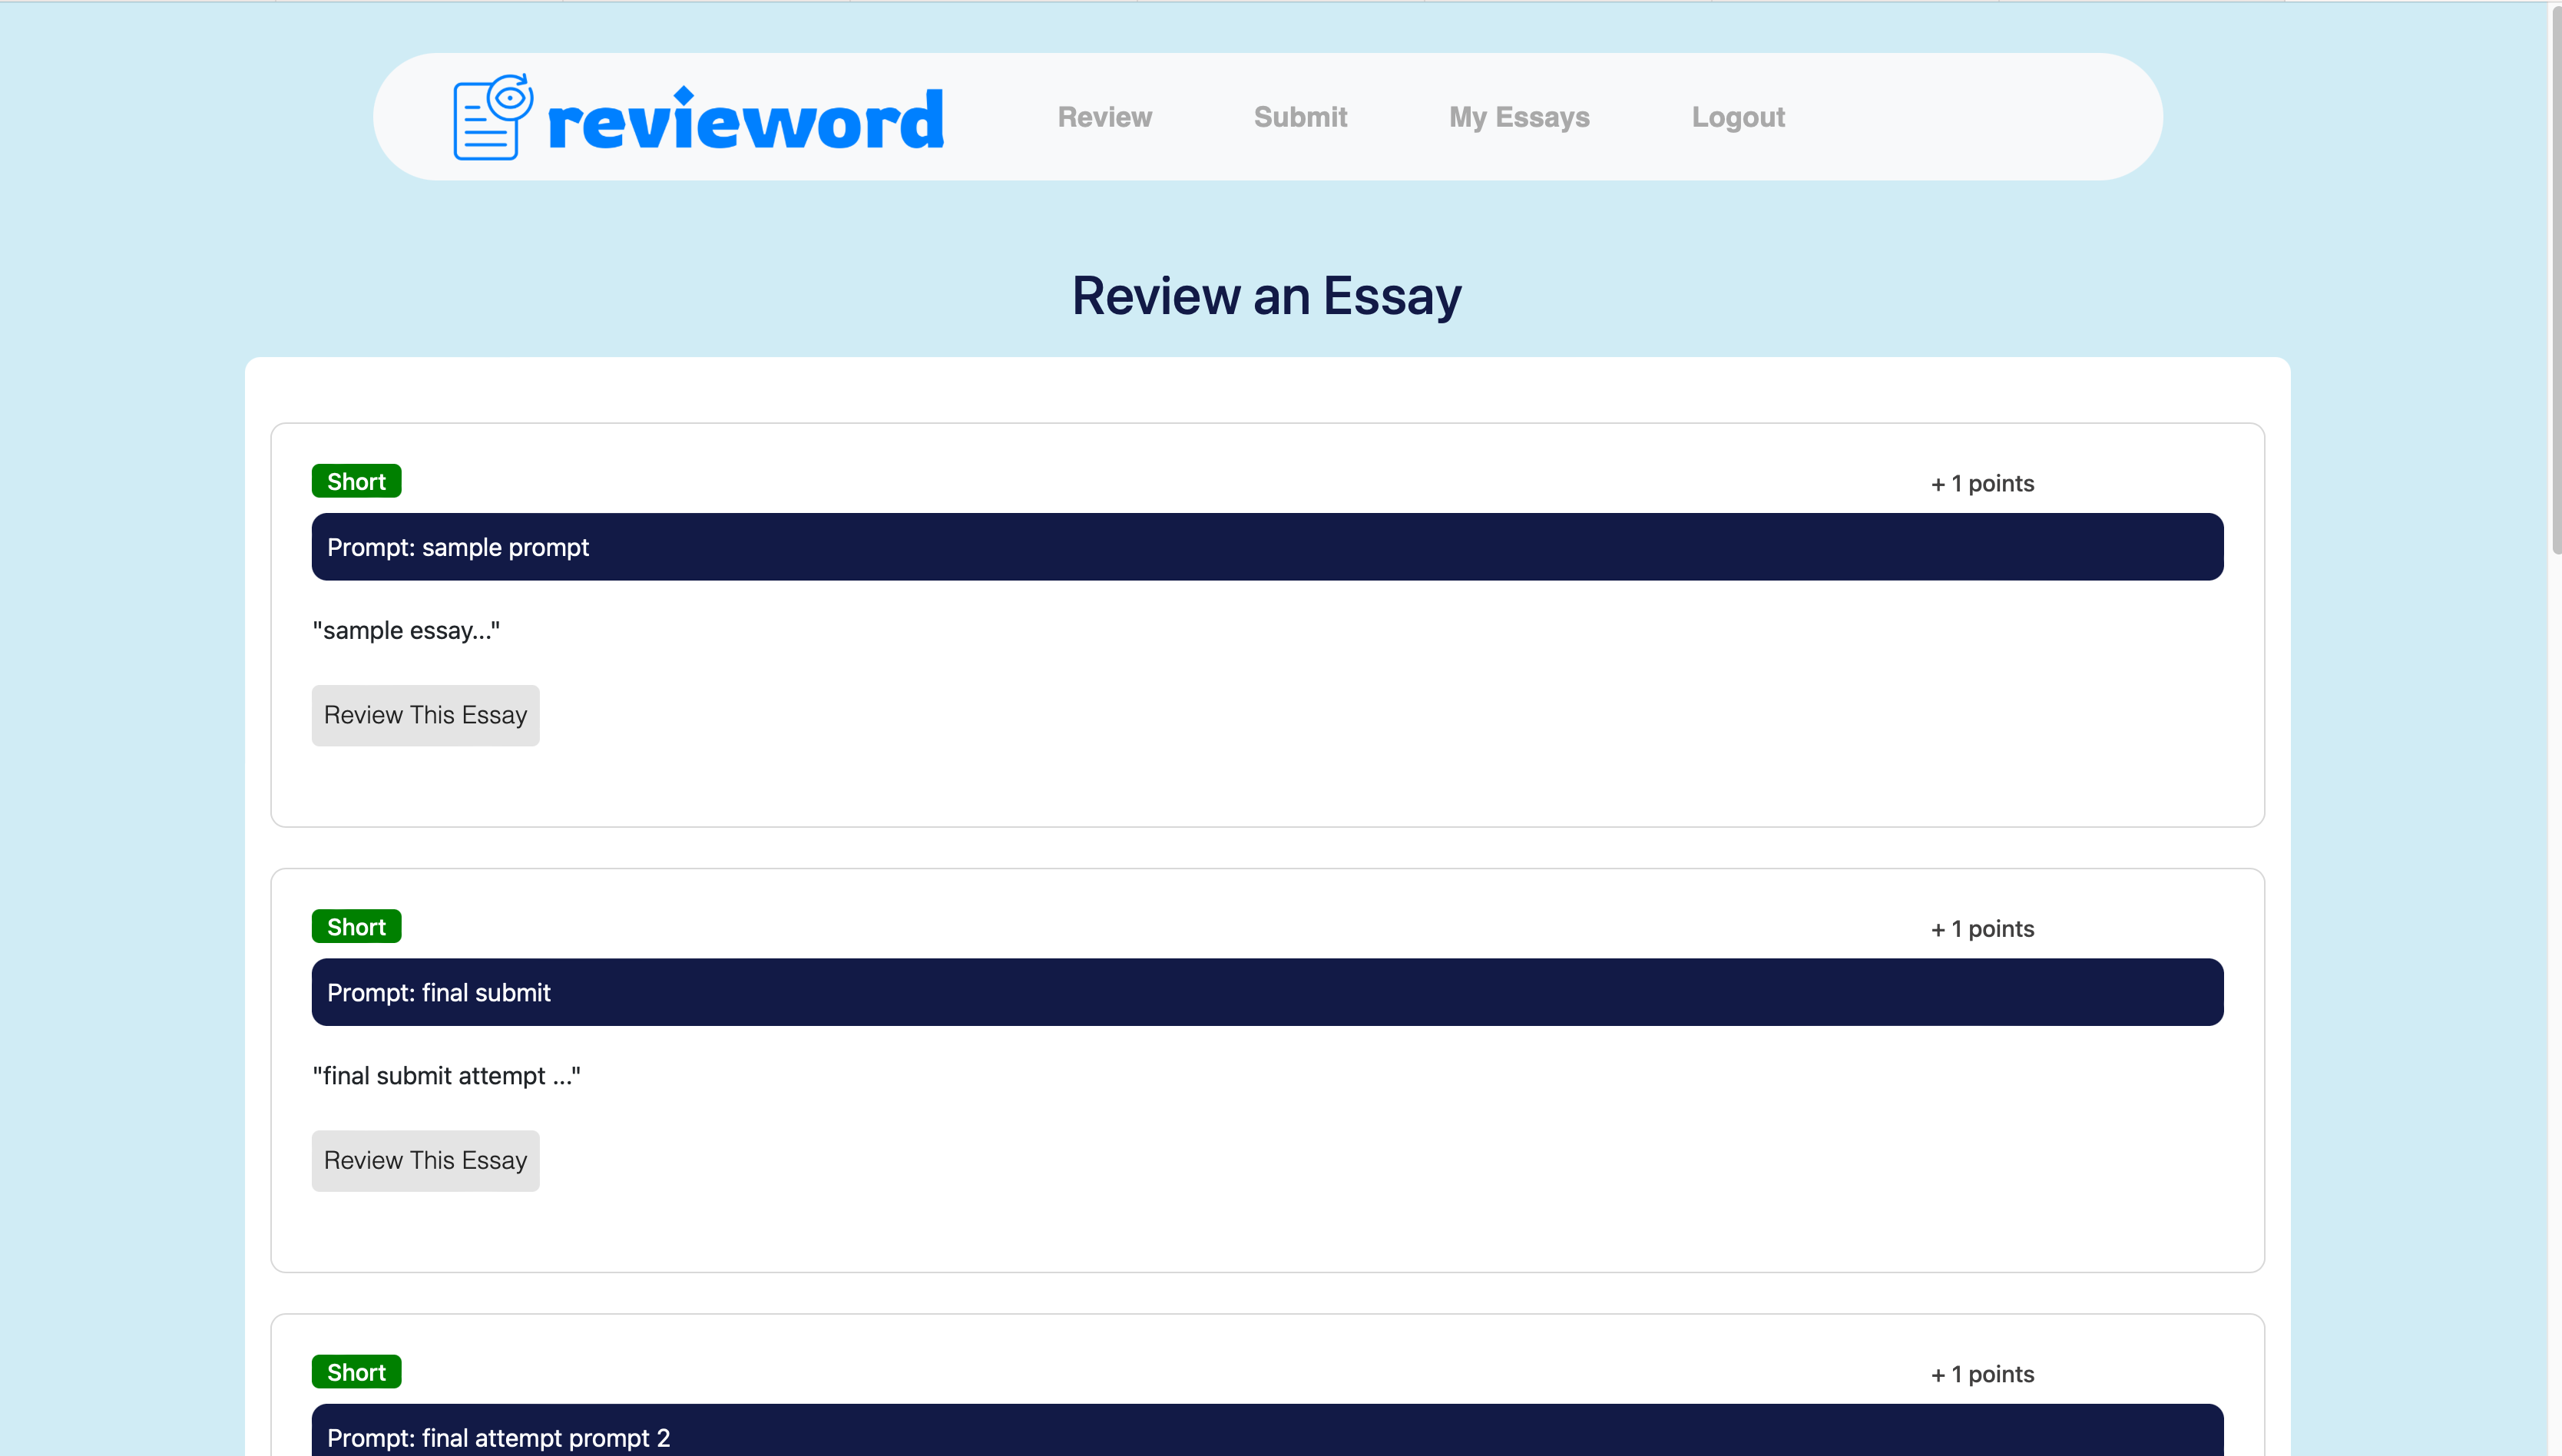 revieword
Review
Submit
My Essays
Logout
Review an Essay
Short
+ 1 points
Prompt: sample prompt
"sample essay..."
Review This Essay
Short
+ 1 points
Prompt: final submit
"final submit attempt ..."
Review This Essay
Short
+ 1 points
Prompt: final attempt prompt 2